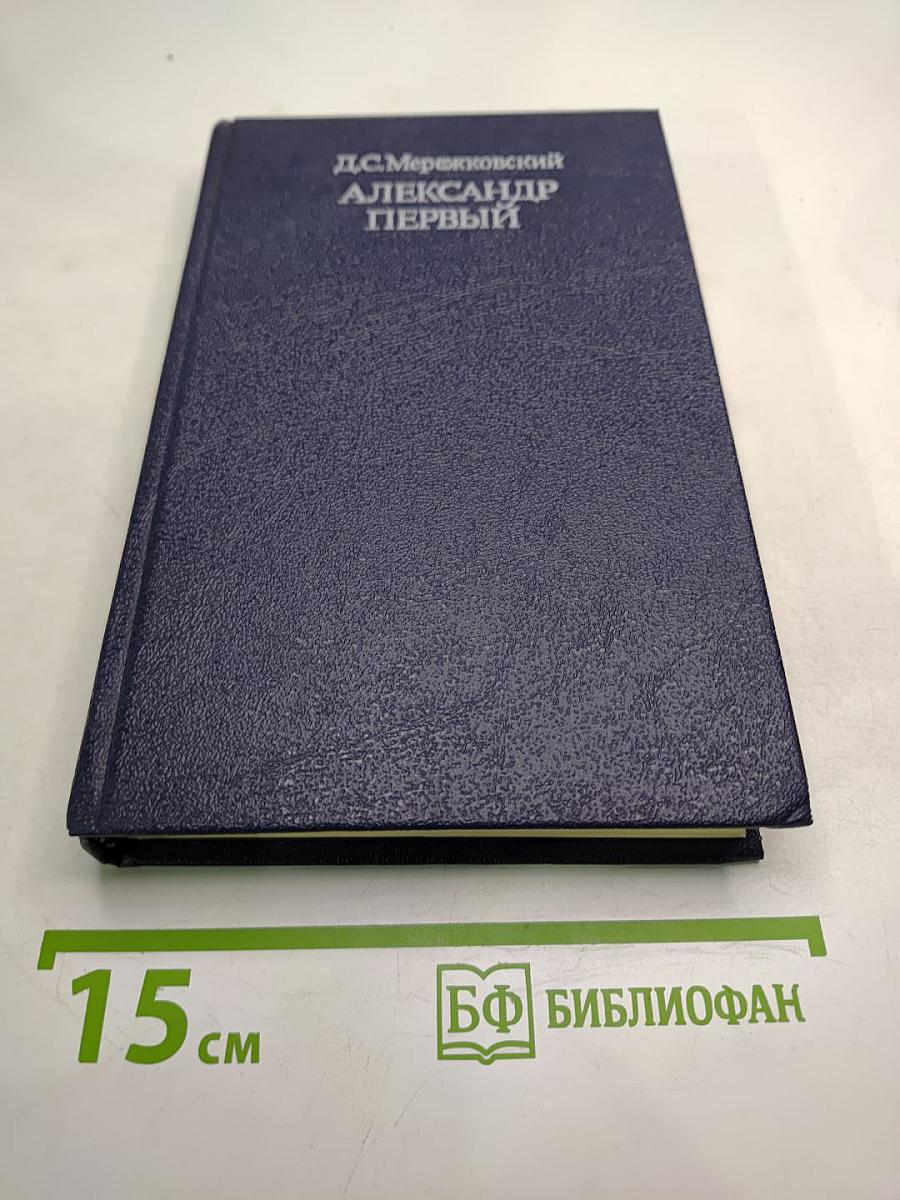 Д.С.Мережковский
АЛЕКСАНДР
ПЕРВЫЙ
15 см
БФ БИБЛИОФАН